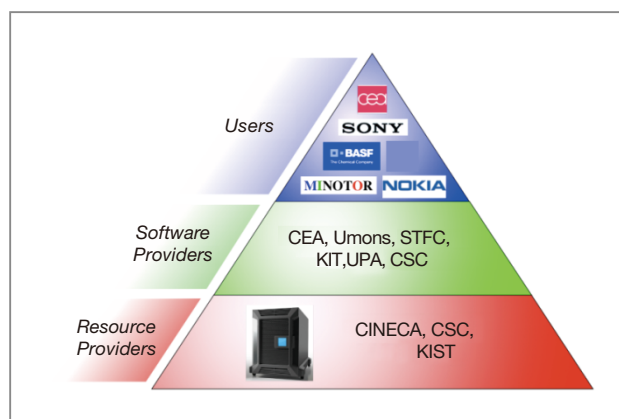 Users
cea
SONY
BASF
The Chemical Company
MINOTOR NOKIA
Software
Providers
CEA, Umons, STFC,
KIT,UPA, CSC
Resource
Providers
CINECA, CSC,
KIST